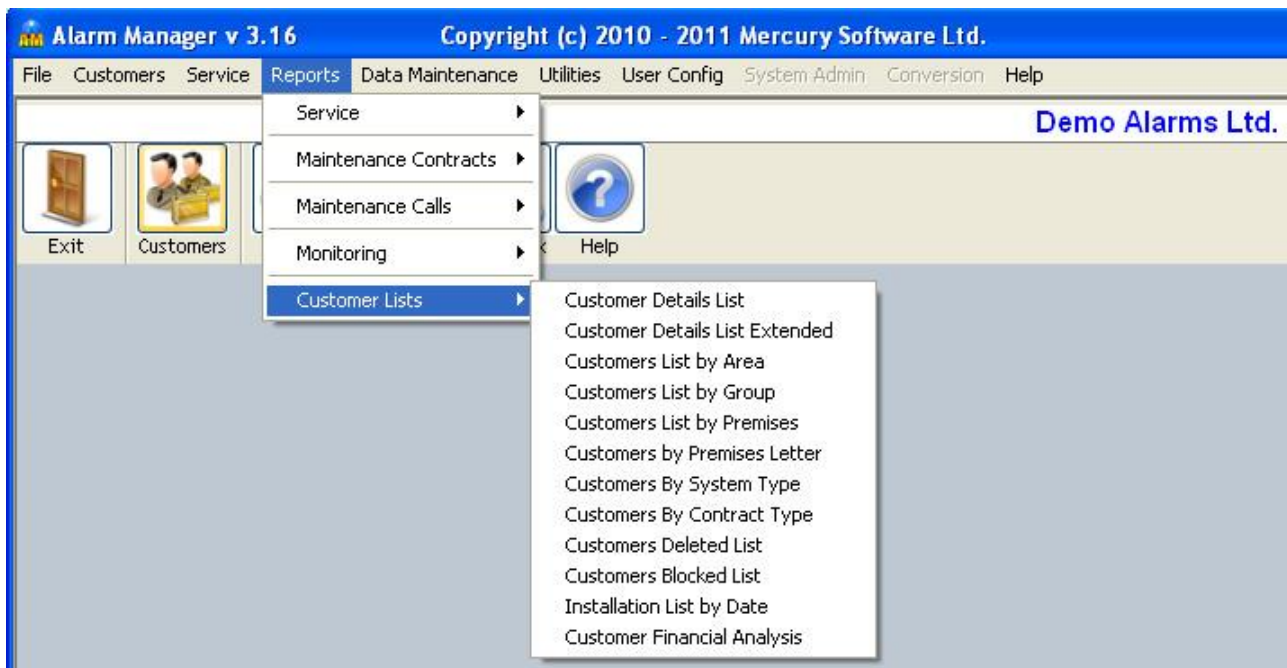 Alarm Manager v 3.16 Copyright (c) 2010 - 2011 Mercury Software Ltd.
File Customers Service Reports Data Maintenance Utilities User Config System Admin Conversion Help
Demo Alarms Ltd.
Exit Customers Help
Service
Maintenance Contracts
Maintenance Calls
Monitoring
Customer Lists
Customer Details List
Customer Details List Extended
Customers List by Area
Customers List by Group
Customers List by Premises
Customers by Premises Letter
Customers By System Type
Customers By Contract Type
Customers Deleted List
Customers Blocked List
Installation List by Date
Customer Financial Analysis